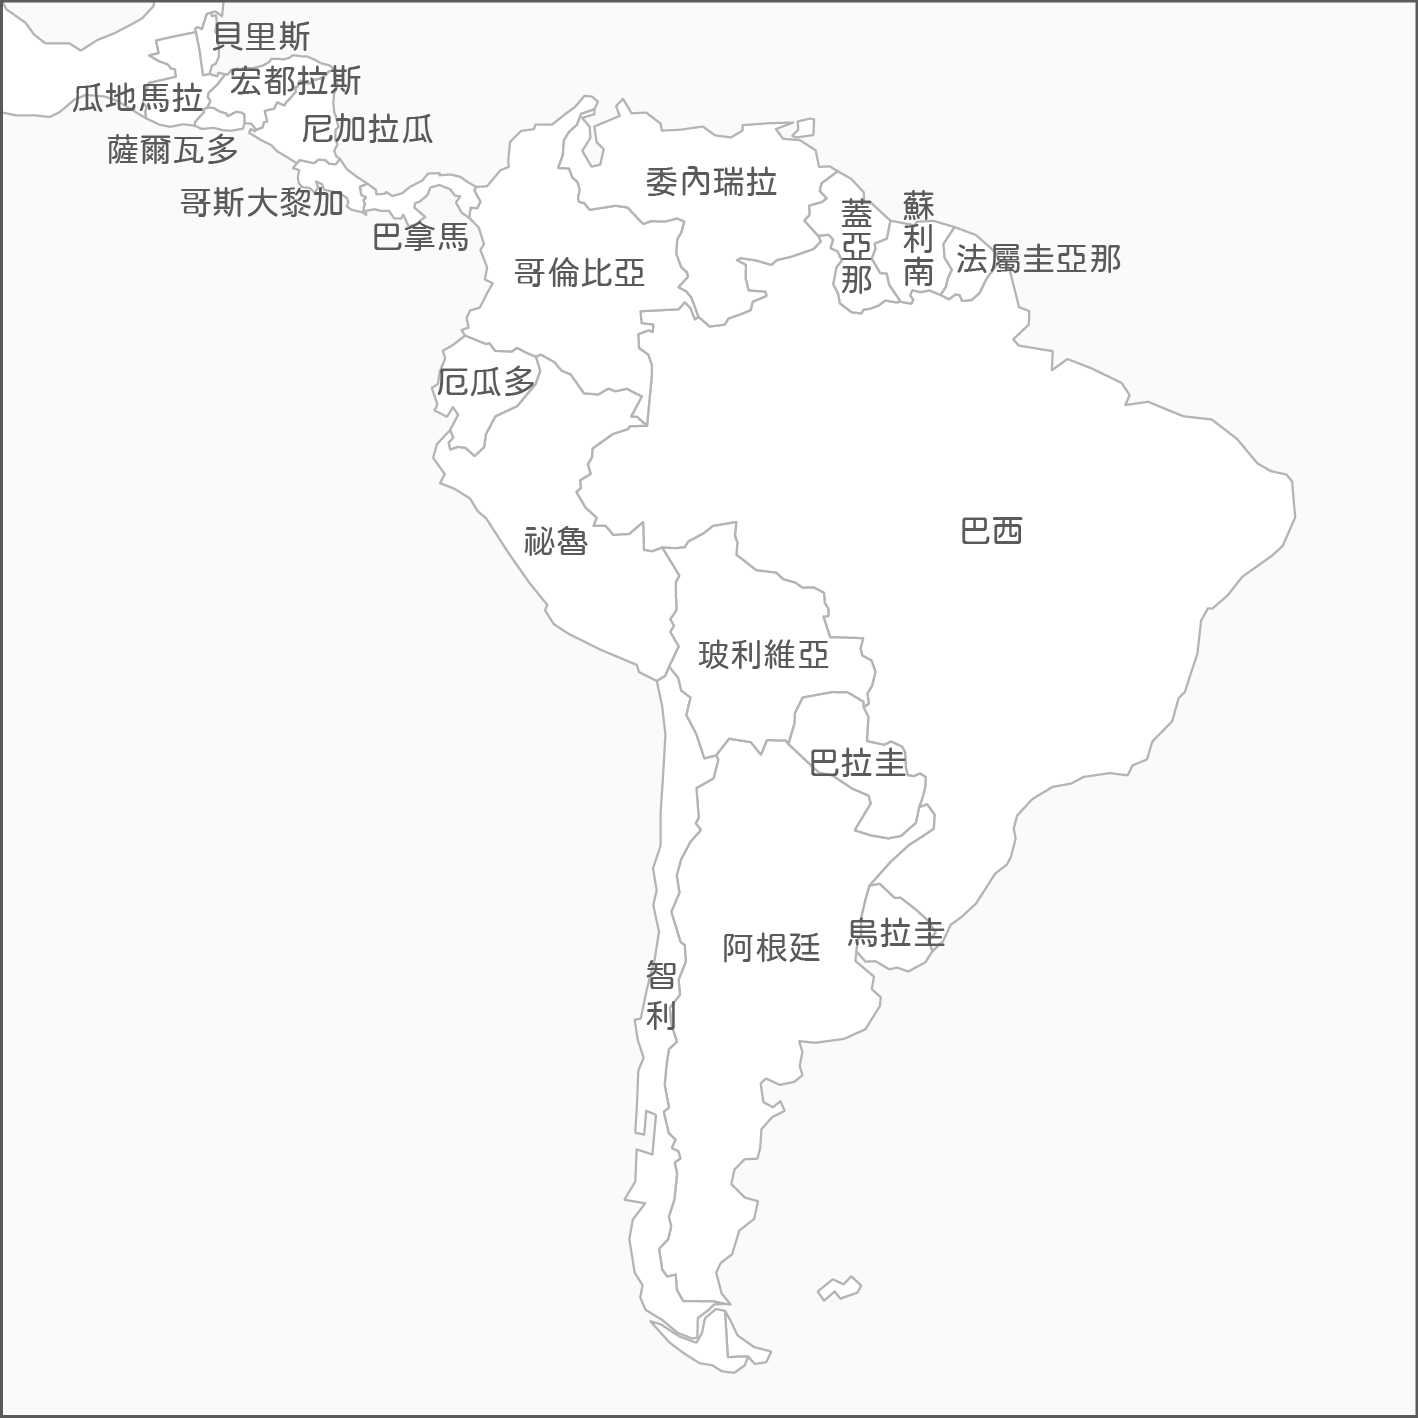 貝里斯
宏都拉斯
瓜地馬拉
尼加拉瓜
薩爾瓦多
哥斯大黎加
巴拿馬
委內瑞拉
蓋亞那
蘇利南
法屬圭亞那
哥倫比亞
厄瓜多
祕魯
巴西
玻利維亞
巴拉圭
烏拉圭
阿根廷
智利